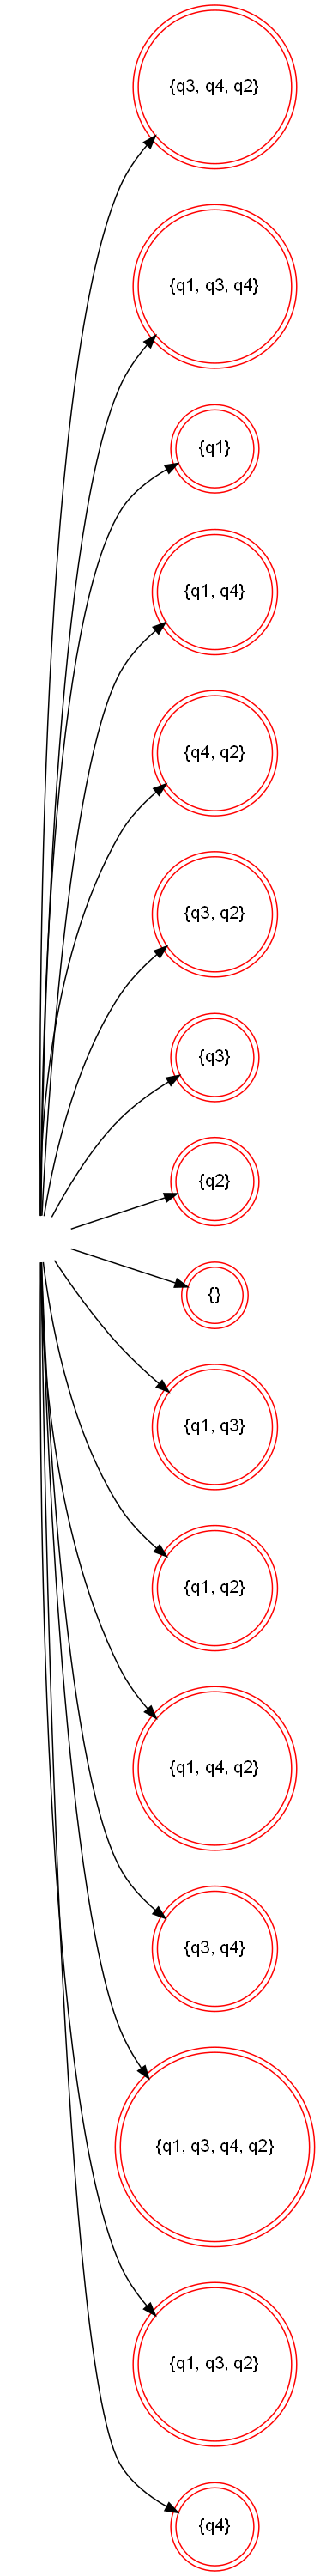 {q3, q4, q2}
{q1, q3, q4}
{q1}
{q1, q4}
{q4, q2}
{q3, q2}
{q3}
{q2}
{}
{q1, q3}
{q1, q2}
{q1, q4, q2}
{q3, q4}
{q1, q3, q4, q2}
{q1, q3, q2}
{q4}